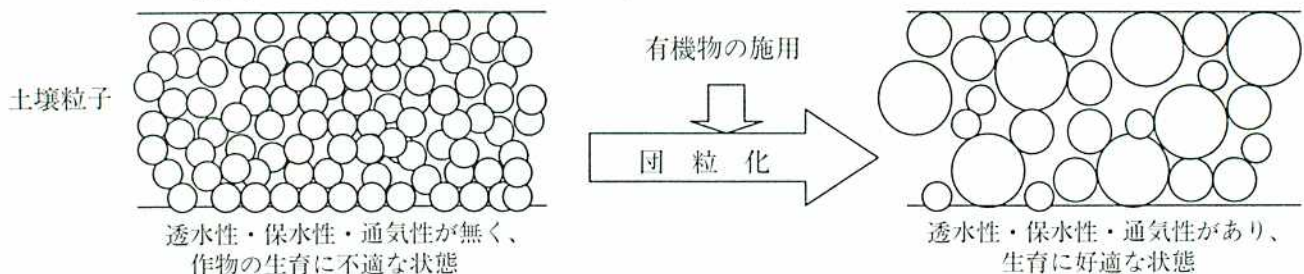 土壌粒子
透水性・保水性・通気性が無く、
作物の生育に不適な状態
有機物の施用
団粒化
透水性・保水性・通気性があり、
生育に好適な状態